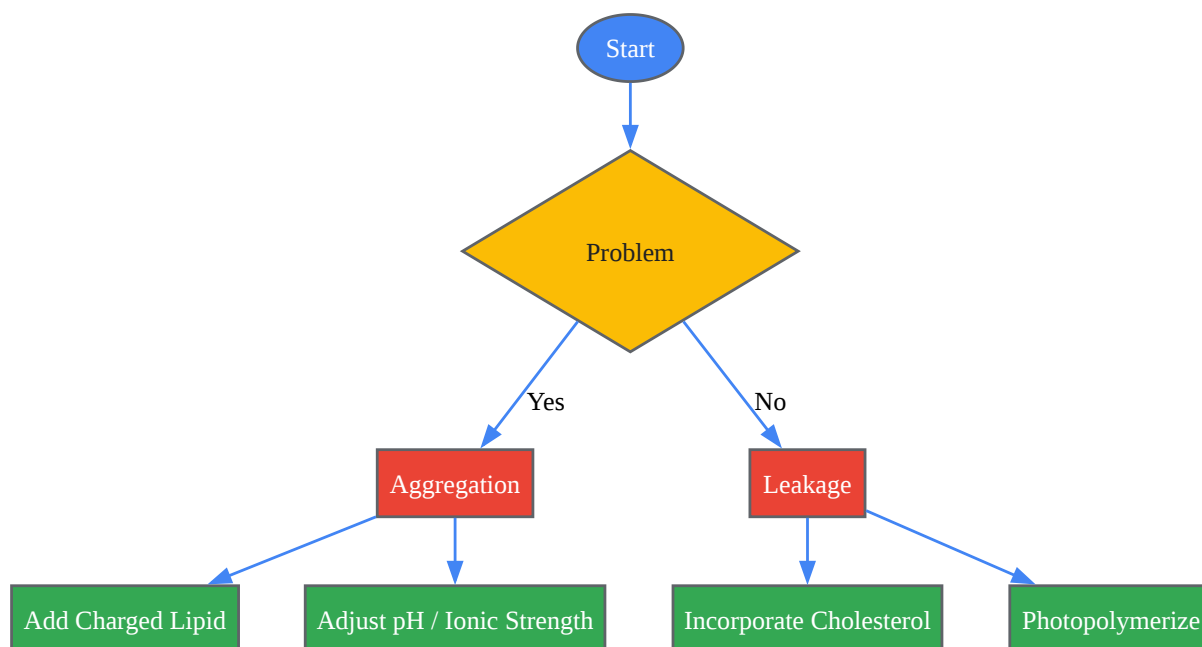 Start
Problem
Yes
No
Aggregation
Leakage
Add Charged Lipid
Adjust pH / Ionic Strength
Incorporate Cholesterol
Photopolymerize